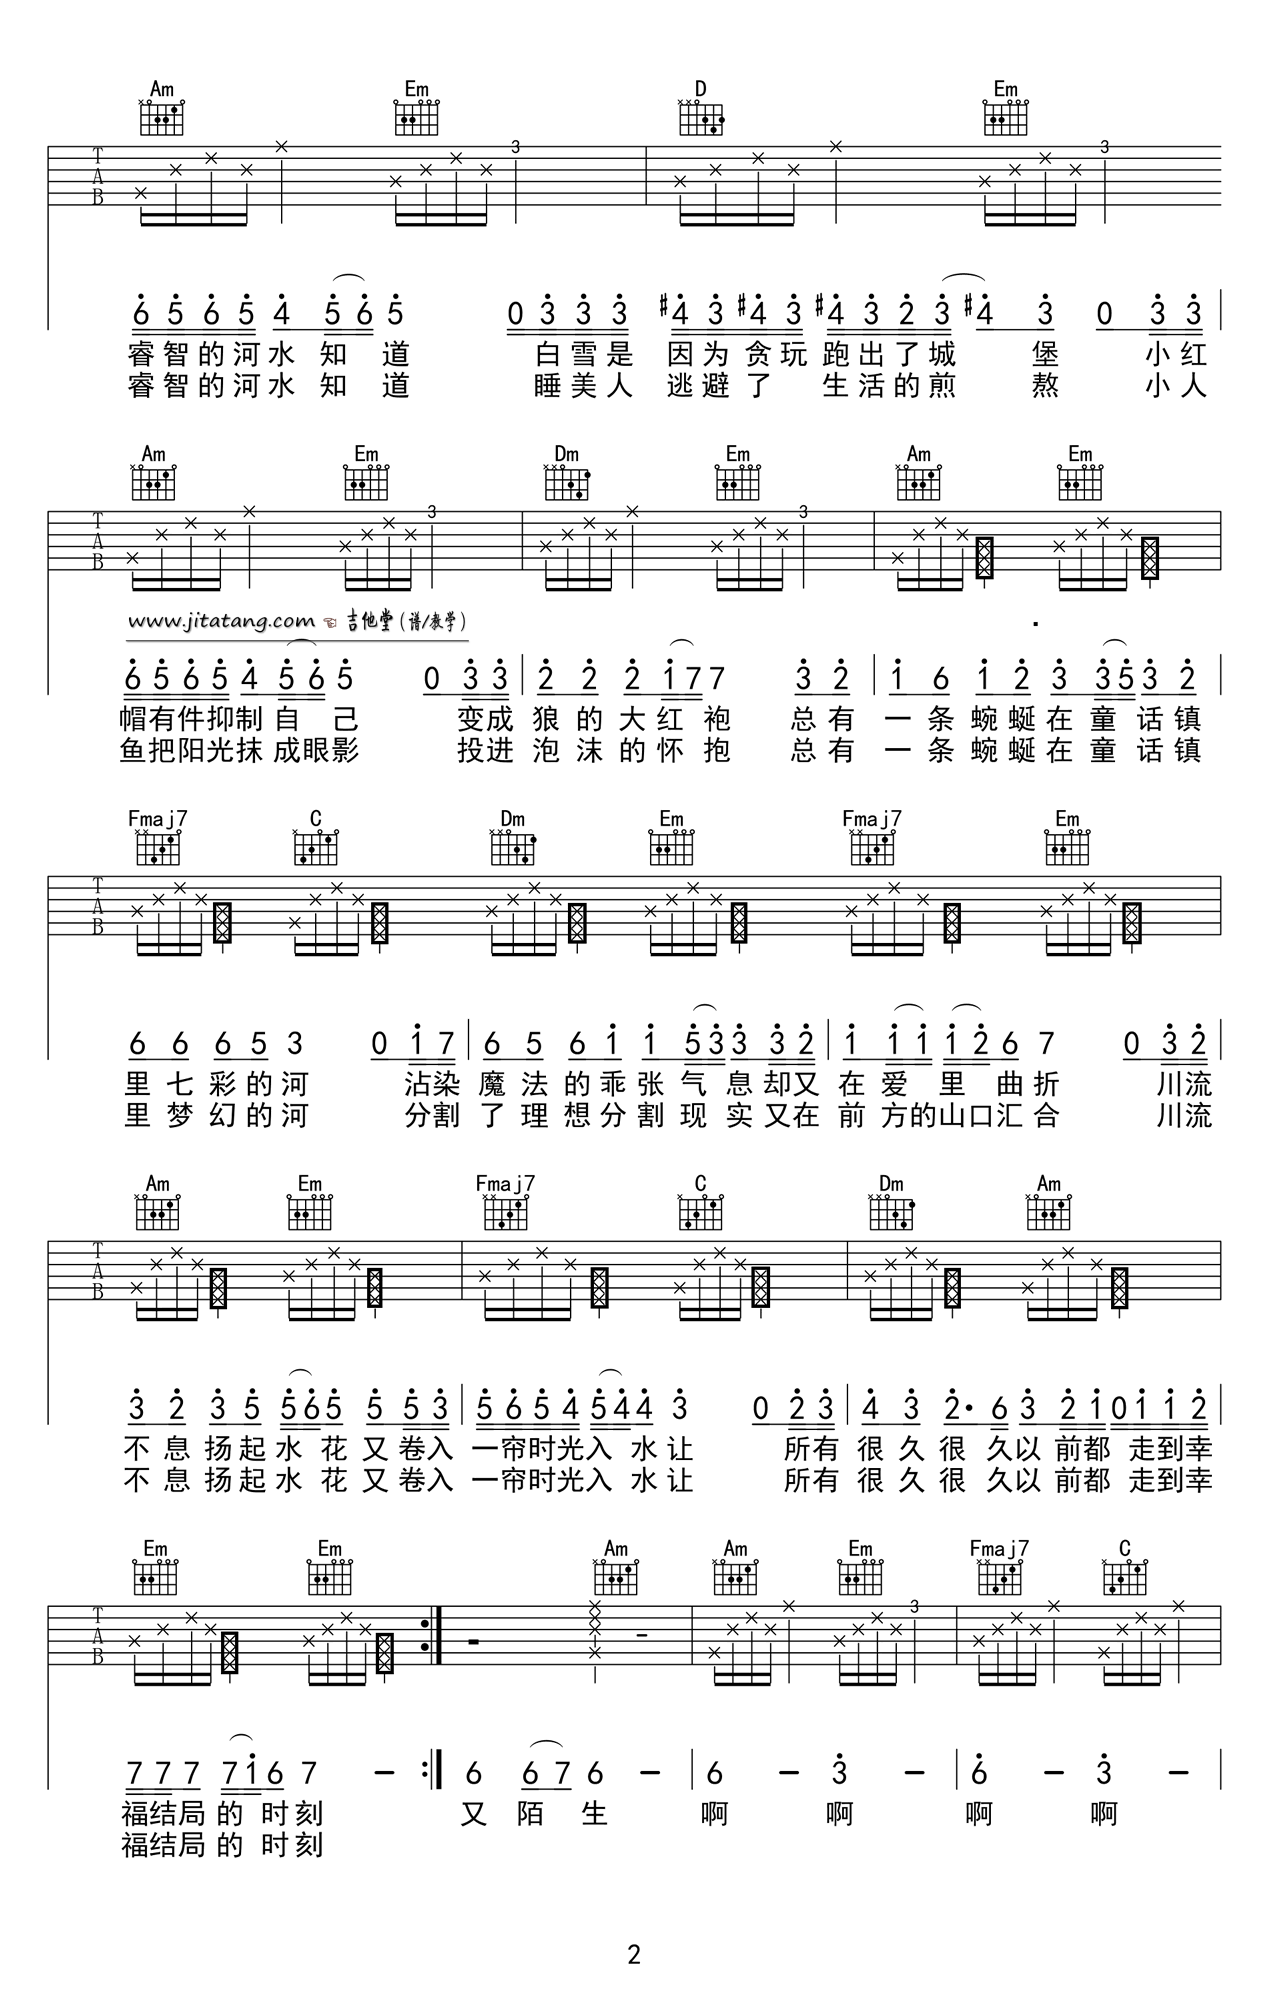 Am Em D Em
T A B 3 3
6 5 6 5 4 5 6 5 0 3 3 3 #4 3 #4 3 #4 3 2 3 #4 3 0 3 3
睿智的河水 知 道 白雪是 因为贪玩 跑出了城 堡 小红
睿智的河水 知 道 睡美人 逃避了 生活的煎 熬 小人
Am Em Dm Em Am Em
T A B 3 3
www.jitatang.com ☜ 吉他堂(谱/教学)
6 5 6 5 4 5 6 5 0 3 3 2 2 2 1 7 7 3 2 1 6 1 2 3 3 5 3 2
帽有件抑制 自 己 变成 狼的大红袍 总有 一条蜿蜒在童 话镇
鱼把阳光抹 成眼影 投进 泡沫的怀抱 总有 一条蜿蜒在童 话镇
Fmaj7 C Dm Em Fmaj7 Em
T A B
6 6 6 5 3 0 1 7 6 5 6 1 1 5 3 3 3 2 1 1 1 1 2 6 7 0 3 2
里七彩的河 沾染 魔法的乖张气 息却又 在爱 里 曲折 川流
里梦幻的河 分割 了理想分割现 实又在 前方的山口汇合 川流
Am Em Fmaj7 C Dm Am
T A B
3 2 3 5 5 6 5 5 5 3 5 6 5 4 5 4 4 3 0 2 3 4 3 2· 6 3 2 1 0 1 1 2
不息扬起水 花又卷入 一帘时光入 水让 所有 很久很 久以前都 走到幸
不息扬起水 花又卷入 一帘时光入 水让 所有 很久很 久以前都 走到幸
Em Em Am Am Em Fmaj7 C
T A B 3
7 7 7 7 1 6 7 – 6 6 7 6 – 6 – 3 – 6 – 3 –
福结局的 时刻 又 陌 生 啊 啊 啊 啊
福结局的 时刻
2